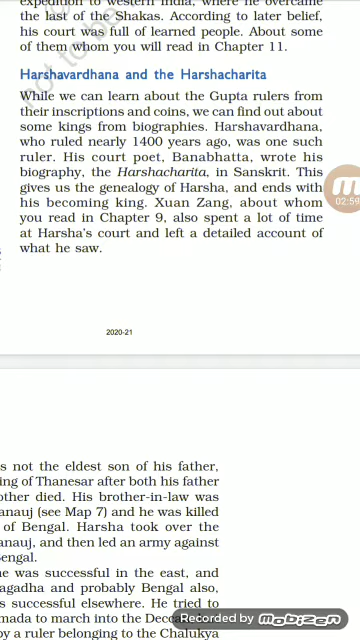 expedition to western India, where he overcame
the last of the Shakas. According to later belief,
his court was full of learned people. About some
of them whom you will read in Chapter 11.
not to be
Harshavardhana and the Harshacharita
While we can learn about the Gupta rulers from
their inscriptions and coins, we can find out about
some kings from biographies. Harshavardhana,
who ruled nearly 1400 years ago, was one such
ruler. His court poet, Banabhatta, wrote his
biography, the Harshacharita, in Sanskrit. This
gives us the genealogy of Harsha, and ends with
his becoming king. Xuan Zang, about whom
you read in Chapter 9, also spent a lot of time
at Harsha's court and left a detailed account of
what he saw.
02:59
2020-21
s not the eldest son of his father,
ing of Thanesar after both his father
other died. His brother-in-law was
anauj (see Map 7) and he was killed
of Bengal. Harsha took over the
anauj, and then led an army against
Bengal.
he was successful in the east, and
agadha and probably Bengal also,
s successful elsewhere. He tried to
mada to march into the Decca
by a ruler belonging to the Chalukya
Recorded by mobizen